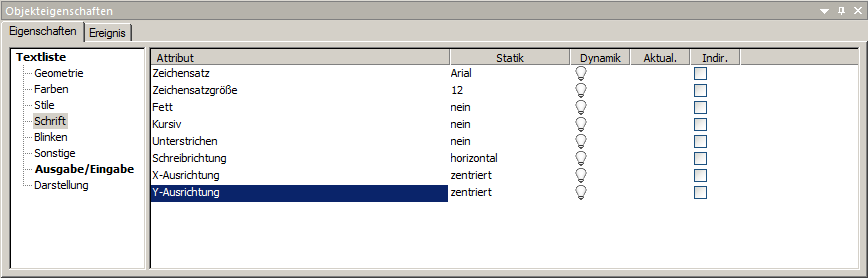 Objekteigenschaften
Eigenschaften Ereignis
Textliste
Geometrie
Farben
Stile
Schrift
Blinken
Sonstige
Ausgabe/Eingabe
Darstellung
Attribut Statik Dynamik Aktual. Indir.
Zeichensatz Arial
Zeichensatzgröße 12
Fett nein
Kursiv nein
Unterstrichen nein
Schreibrichtung horizontal
X-Ausrichtung zentriert
Y-Ausrichtung zentriert